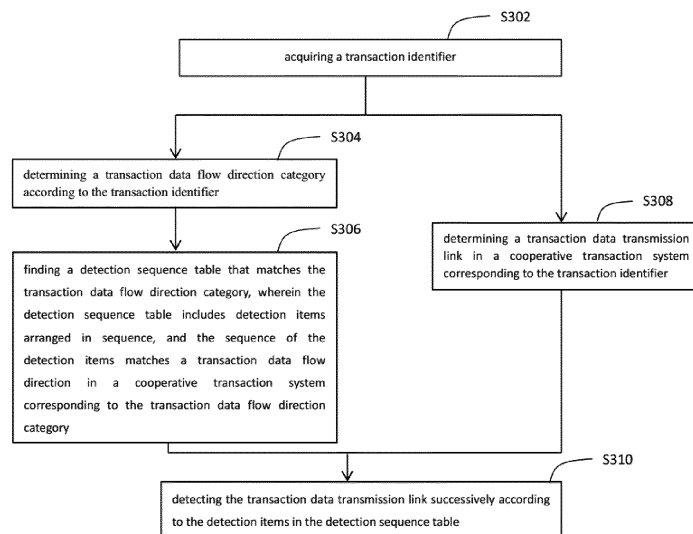 S302
acquiring a transaction identifier
S304
determining a transaction data flow direction category
according to the transaction identifier
S308
determining a transaction data transmission
link in a cooperative transaction system
corresponding to the transaction identifier
S306
finding a detection sequence table that matches the
transaction data flow direction category, wherein the
detection sequence table includes detection items
arranged in sequence, and the sequence of the
detection items matches a transaction data flow
direction in a cooperative transaction system
corresponding to the transaction data flow direction
category
S310
detecting the transaction data transmission link successively according
to the detection items in the detection sequence table